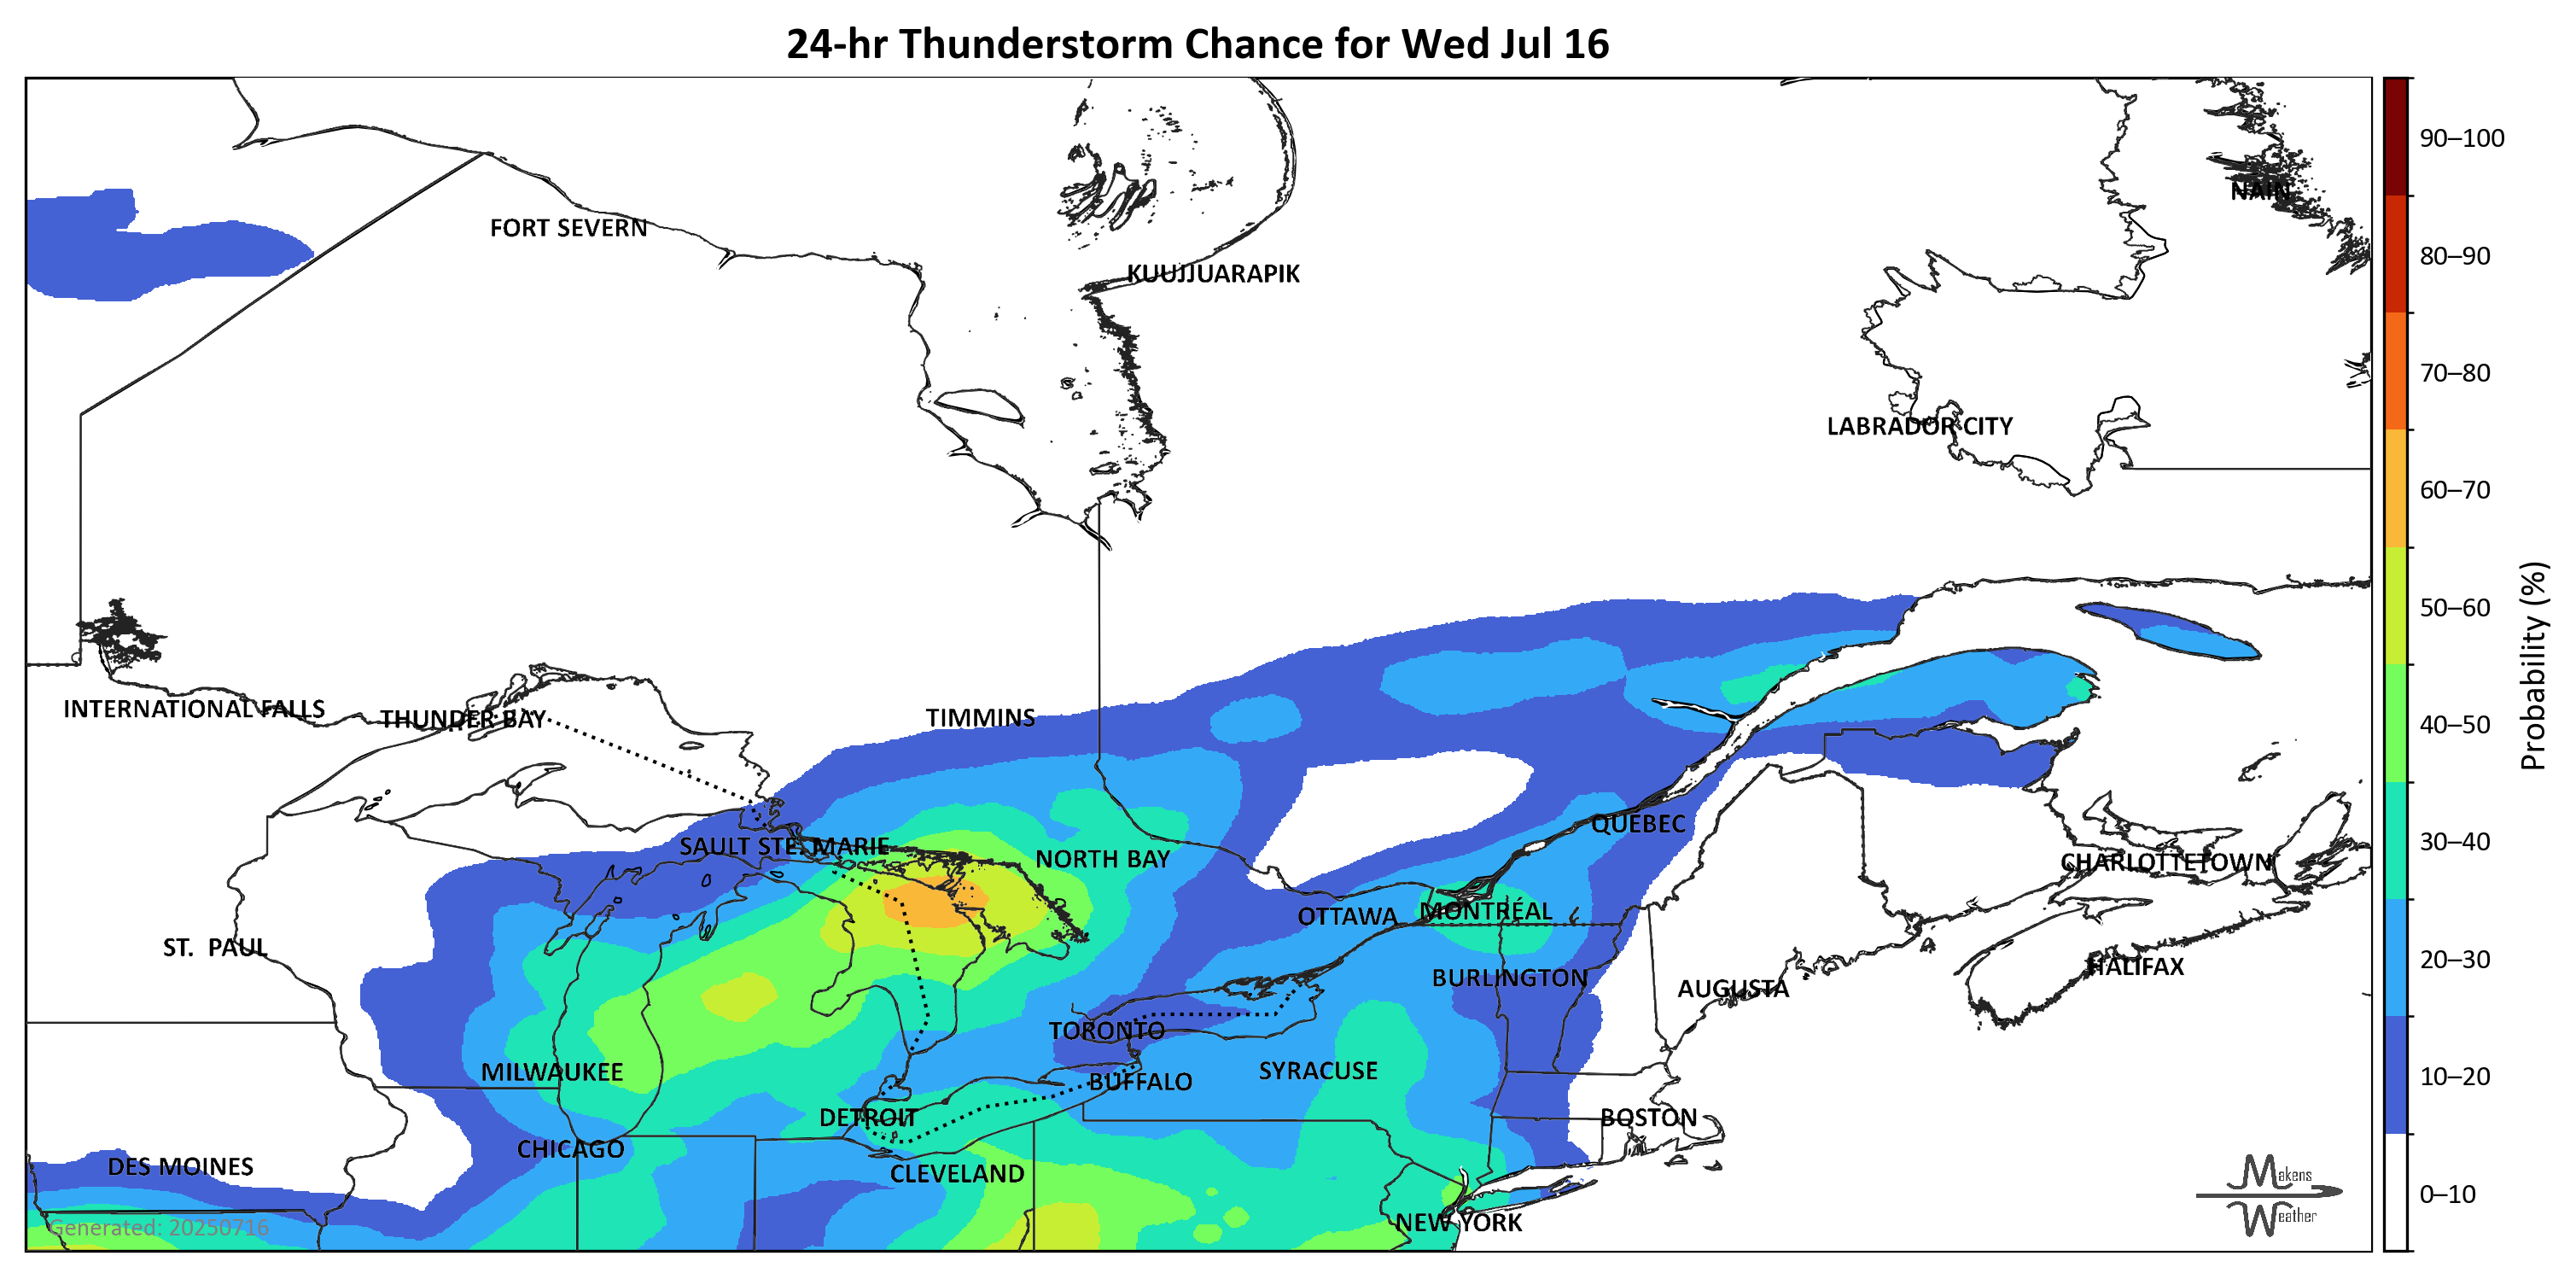 24-hr Thunderstorm Chance for Wed Jul 16
90–100
NAIN
FORT SEVERN
80–90
KUUJJUARAPIK
70–80
LABRADOR CITY
60–70
50–60
Probability (%)
INTERNATIONAL FALLS
THUNDER BAY
TIMMINS
40–50
QUEBEC
30–40
SAULT STE. MARIE
NORTH BAY
CHARLOTTETOWN
OTTAWA
MONTRÉAL
ST. PAUL
20–30
HALIFAX
BURLINGTON
AUGUSTA
TORONTO
MILWAUKEE
SYRACUSE
10–20
BUFFALO
DETROIT
BOSTON
CHICAGO
DES MOINES
CLEVELAND
Makens
Weather
0–10
NEW YORK
Generated: 20250716